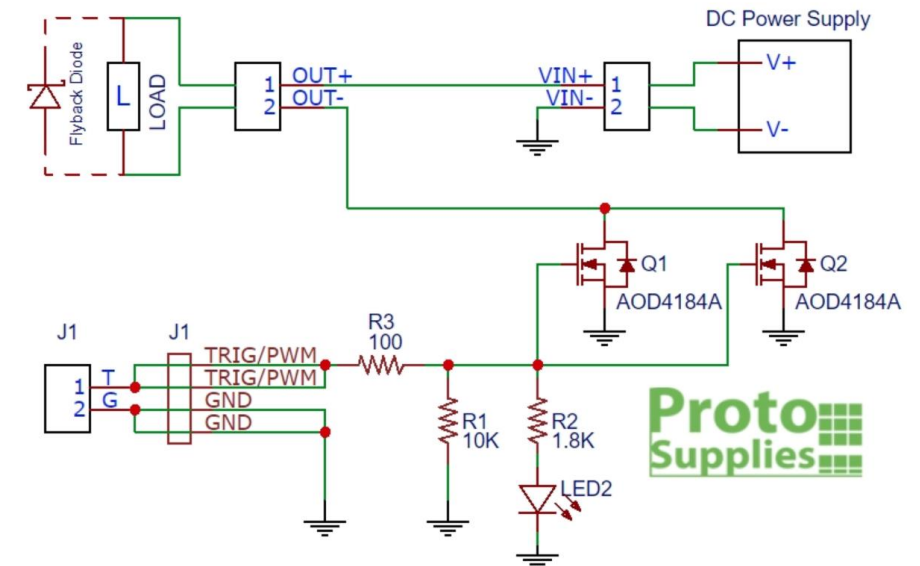 DC Power Supply
Flyback Diode
L
LOAD
1
2
OUT+
OUT-
VIN+
VIN-
1
2
V+
V-
Q1
AOD4184A
Q2
AOD4184A
J1
1
2
T
G
J1
TRIG/PWM
TRIG/PWM
GND
GND
R3
100
R1
10K
R2
1.8K
LED2
Proto
Supplies